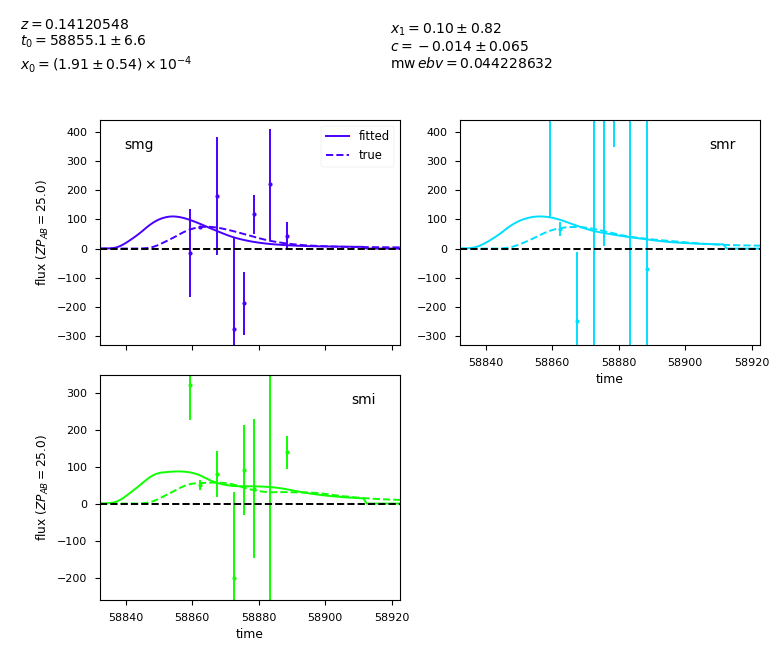 z = 0.14120548
t₀ = 58855.1 ± 6.6
x₀ = (1.91 ± 0.54) × 10⁻⁴
x₁ = 0.10 ± 0.82
c = −0.014 ± 0.065
mw ebv = 0.044228632
smg
fitted
true
400
300
200
100
0
−100
−200
−300
flux (ZP_AB = 25.0)
smr
400
300
200
100
0
−100
−200
−300
58840 58860 58880 58900 58920
time
smi
300
200
100
0
−100
−200
flux (ZP_AB = 25.0)
58840 58860 58880 58900 58920
time